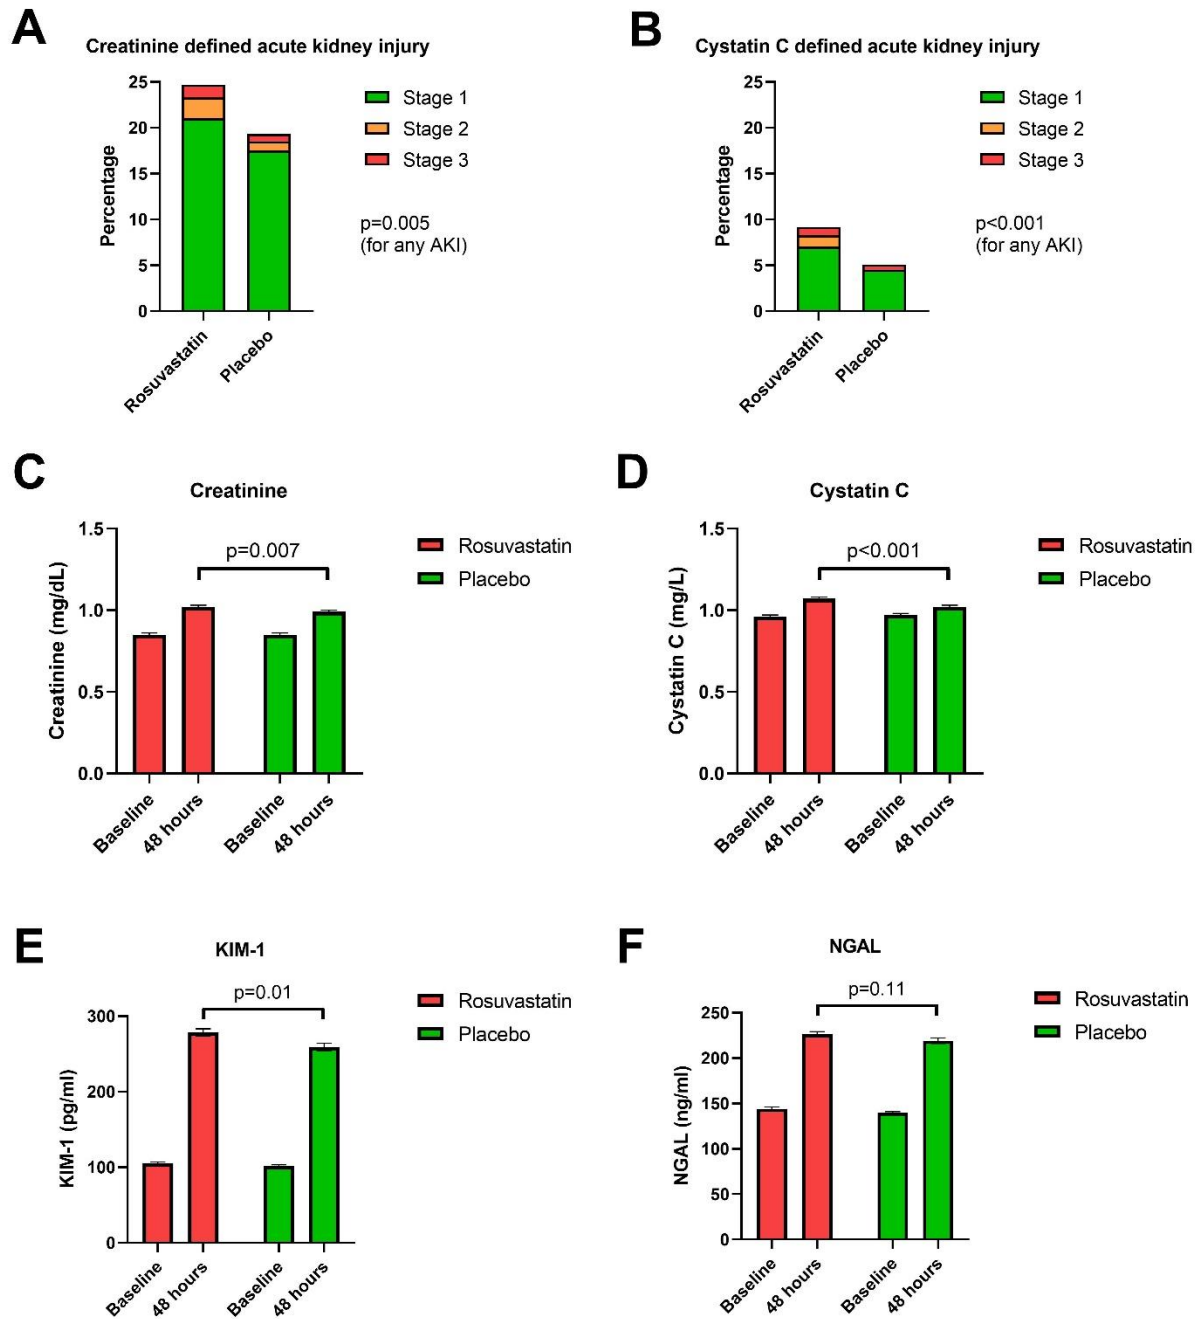 A
Creatinine defined acute kidney injury
25
20
15
10
5
0
Percentage
Rosuvastatin
Placebo
Stage 1
Stage 2
Stage 3
p=0.005
(for any AKI)
B
Cystatin C defined acute kidney injury
25
20
15
10
5
0
Percentage
Rosuvastatin
Placebo
Stage 1
Stage 2
Stage 3
p<0.001
(for any AKI)
C
Creatinine
1.5
1.0
0.5
0.0
Creatinine (mg/dL)
p=0.007
Baseline
48 hours
Baseline
48 hours
Rosuvastatin
Placebo
D
Cystatin C
1.5
1.0
0.5
0.0
Cystatin C (mg/L)
p<0.001
Baseline
48 hours
Baseline
48 hours
Rosuvastatin
Placebo
E
KIM-1
300
200
100
0
KIM-1 (pg/ml)
p=0.01
Baseline
48 hours
Baseline
48 hours
Rosuvastatin
Placebo
F
NGAL
250
200
150
100
50
0
NGAL (ng/ml)
p=0.11
Baseline
48 hours
Baseline
48 hours
Rosuvastatin
Placebo